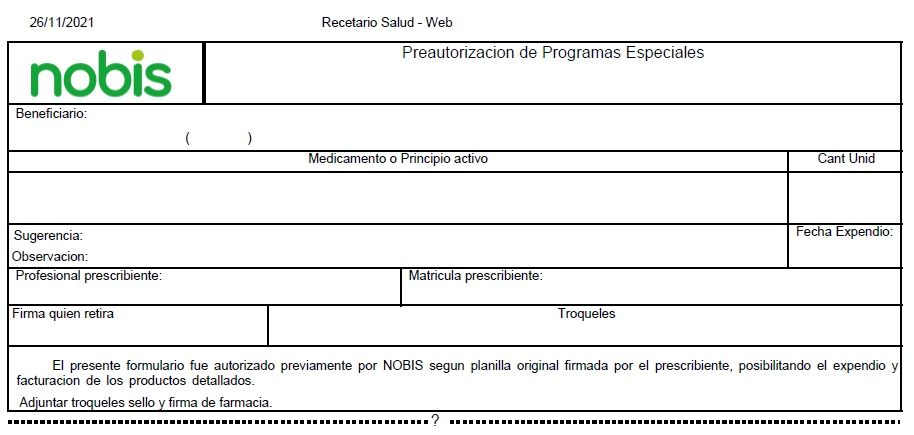 26/11/2021 Recetario Salud - Web
nobis Preautorizacion de Programas Especiales
Beneficiario:
( )
Medicamento o Principio activo Cant Unid
Sugerencia: Fecha Expendio:
Observacion:
Profesional prescribiente: Matricula prescribiente:
Firma quien retira Troqueles
El presente formulario fue autorizado previamente por NOBIS segun planilla original firmada por el prescribiente, posibilitando el expendio y
facturacion de los productos detallados.
Adjuntar troqueles sello y firma de farmacia.
?